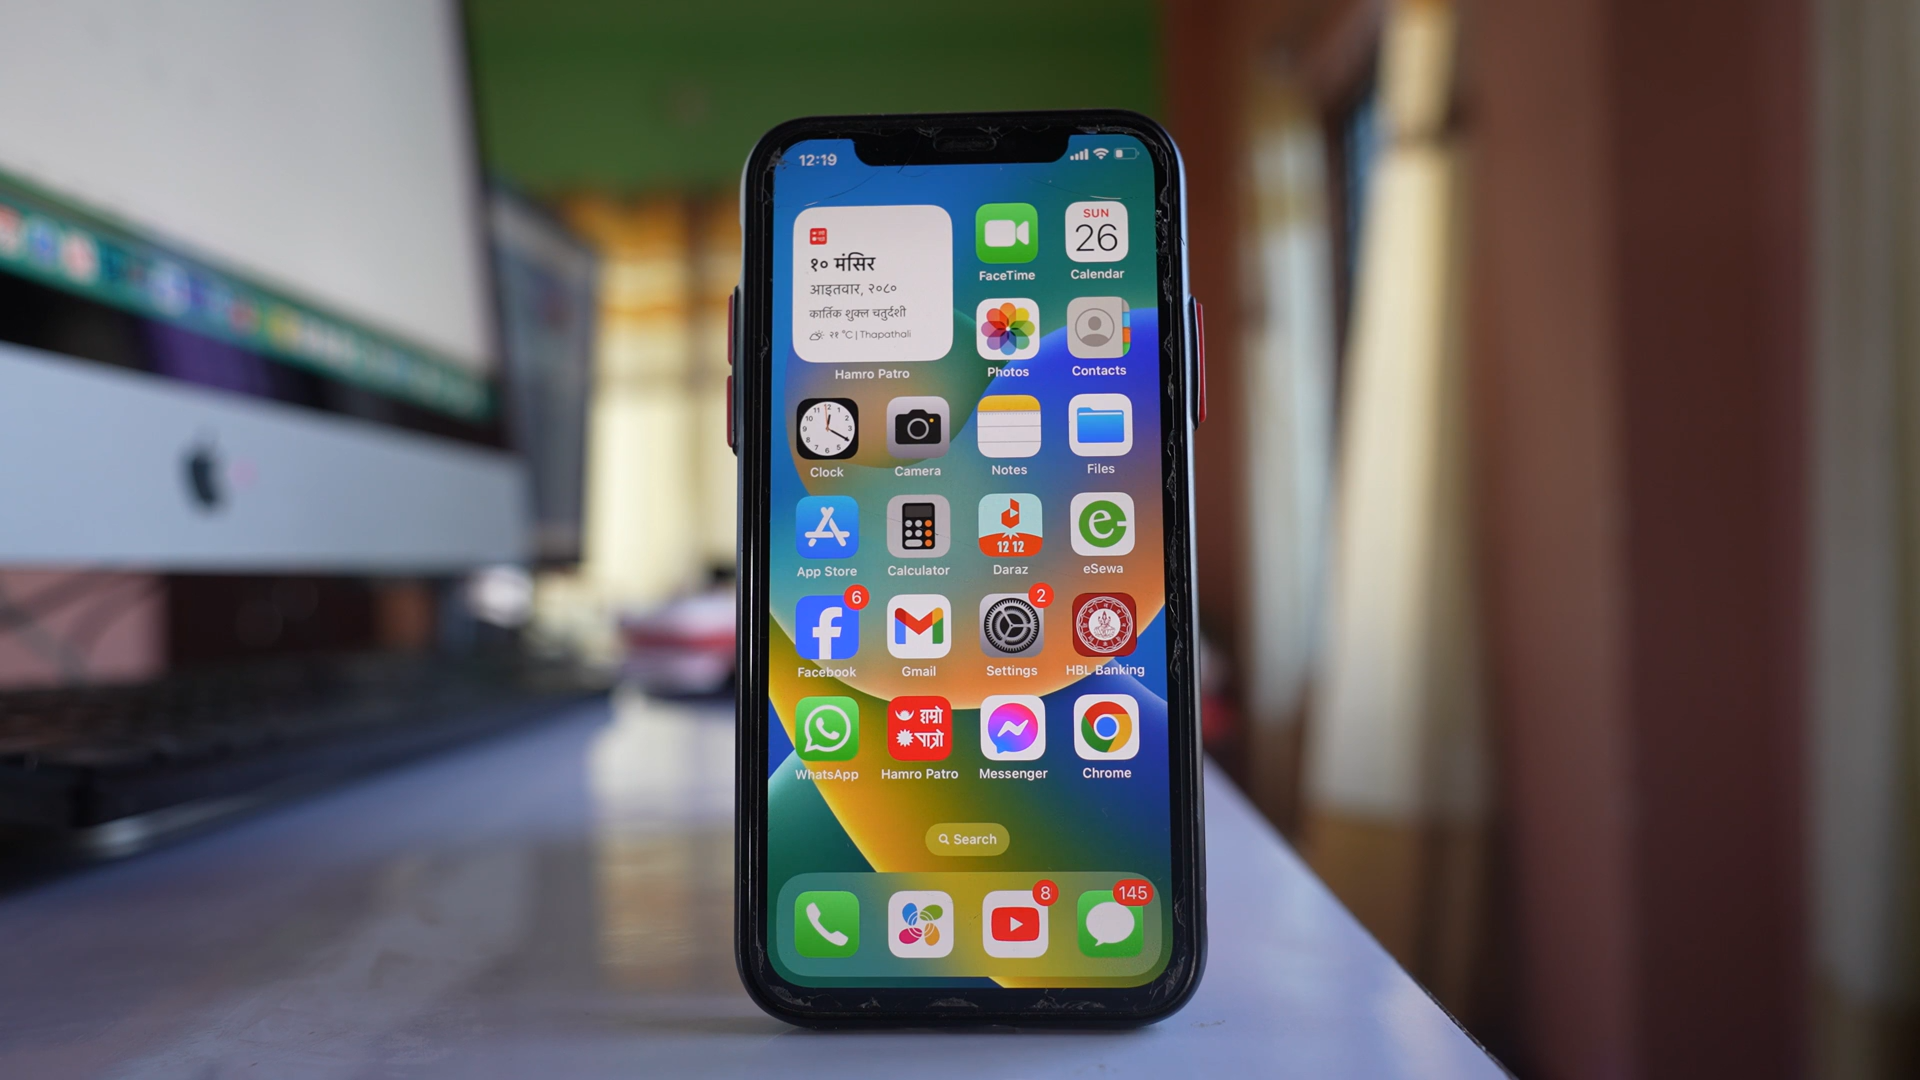 12:19
१० मंसिर
आइतवार, २०८०
कार्तिक शुक्ल चतुर्दशी
२१ °C | Thapathali
Hamro Patro
FaceTime
SUN
26
Calendar
Photos
Contacts
Clock
Camera
Notes
Files
App Store
Calculator
12 12
Daraz
eSewa
6
Facebook
Gmail
2
Settings
HBL Banking
WhatsApp
हाम्रो
पात्रो
Hamro Patro
Messenger
Chrome
Search
8
145